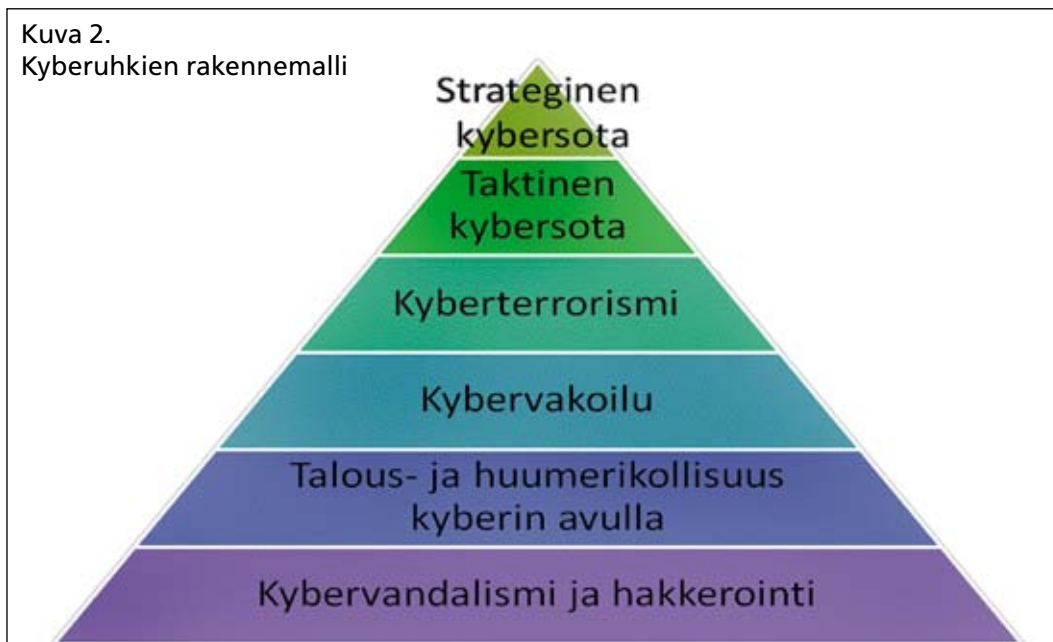 Kuva 2.
Kyberuhkien rakennemalli
Strateginen
kybersota
Taktinen
kybersota
Kyberterrorismi
Kybervakoilu
Talous- ja huumerikollisuus
kyberin avulla
Kybervandalismi ja hakkerointi